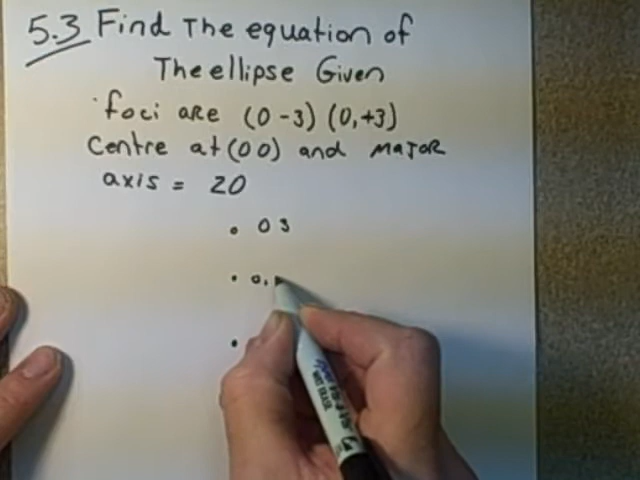 5.3 Find The equation of
The ellipse Given
foci are (0 -3) (0,+3)
Centre at (0 0) and major
axis = 20
0 3
0,